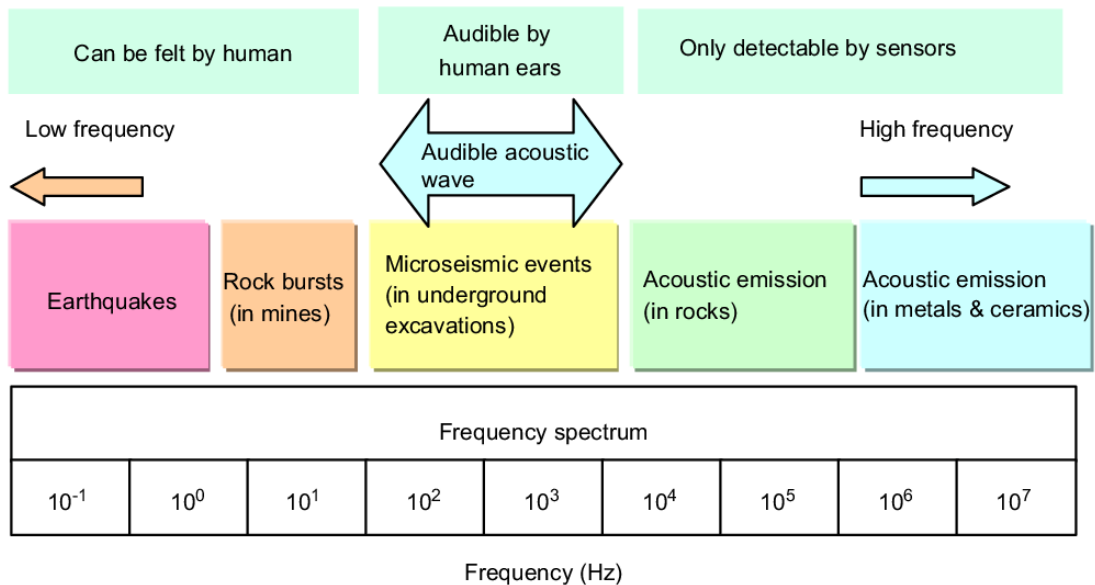 Can be felt by human
Audible by
human ears
Only detectable by sensors
Low frequency
Audible acoustic
wave
High frequency
Earthquakes
Rock bursts
(in mines)
Microseismic events
(in underground
excavations)
Acoustic emission
(in rocks)
Acoustic emission
(in metals & ceramics)
Frequency spectrum
10⁻¹ 10⁰ 10¹ 10² 10³ 10⁴ 10⁵ 10⁶ 10⁷
Frequency (Hz)